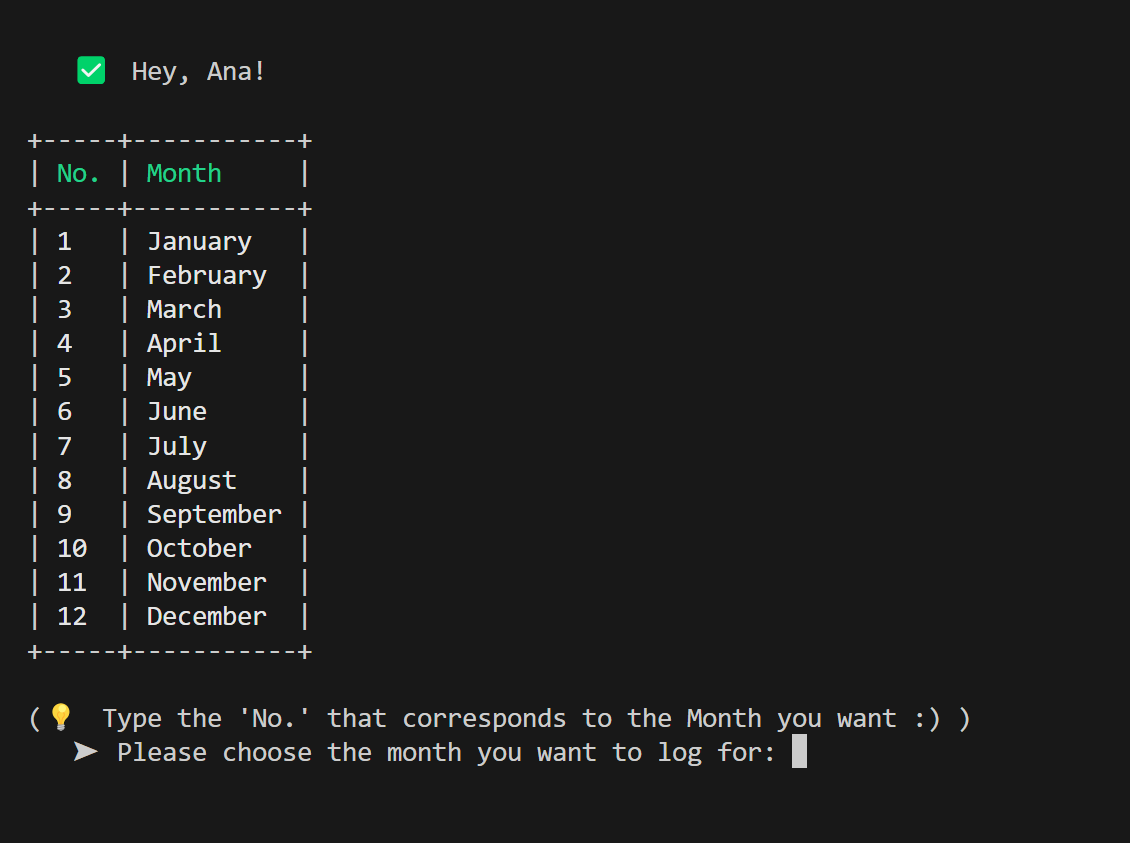 ✅ Hey, Ana!
+-----+-----------+
| No. | Month     |
+-----+-----------+
| 1   | January   |
| 2   | February  |
| 3   | March     |
| 4   | April     |
| 5   | May       |
| 6   | June      |
| 7   | July      |
| 8   | August    |
| 9   | September |
| 10  | October   |
| 11  | November  |
| 12  | December  |
+-----+-----------+
(💡 Type the 'No.' that corresponds to the Month you want :) )
➤ Please choose the month you want to log for: